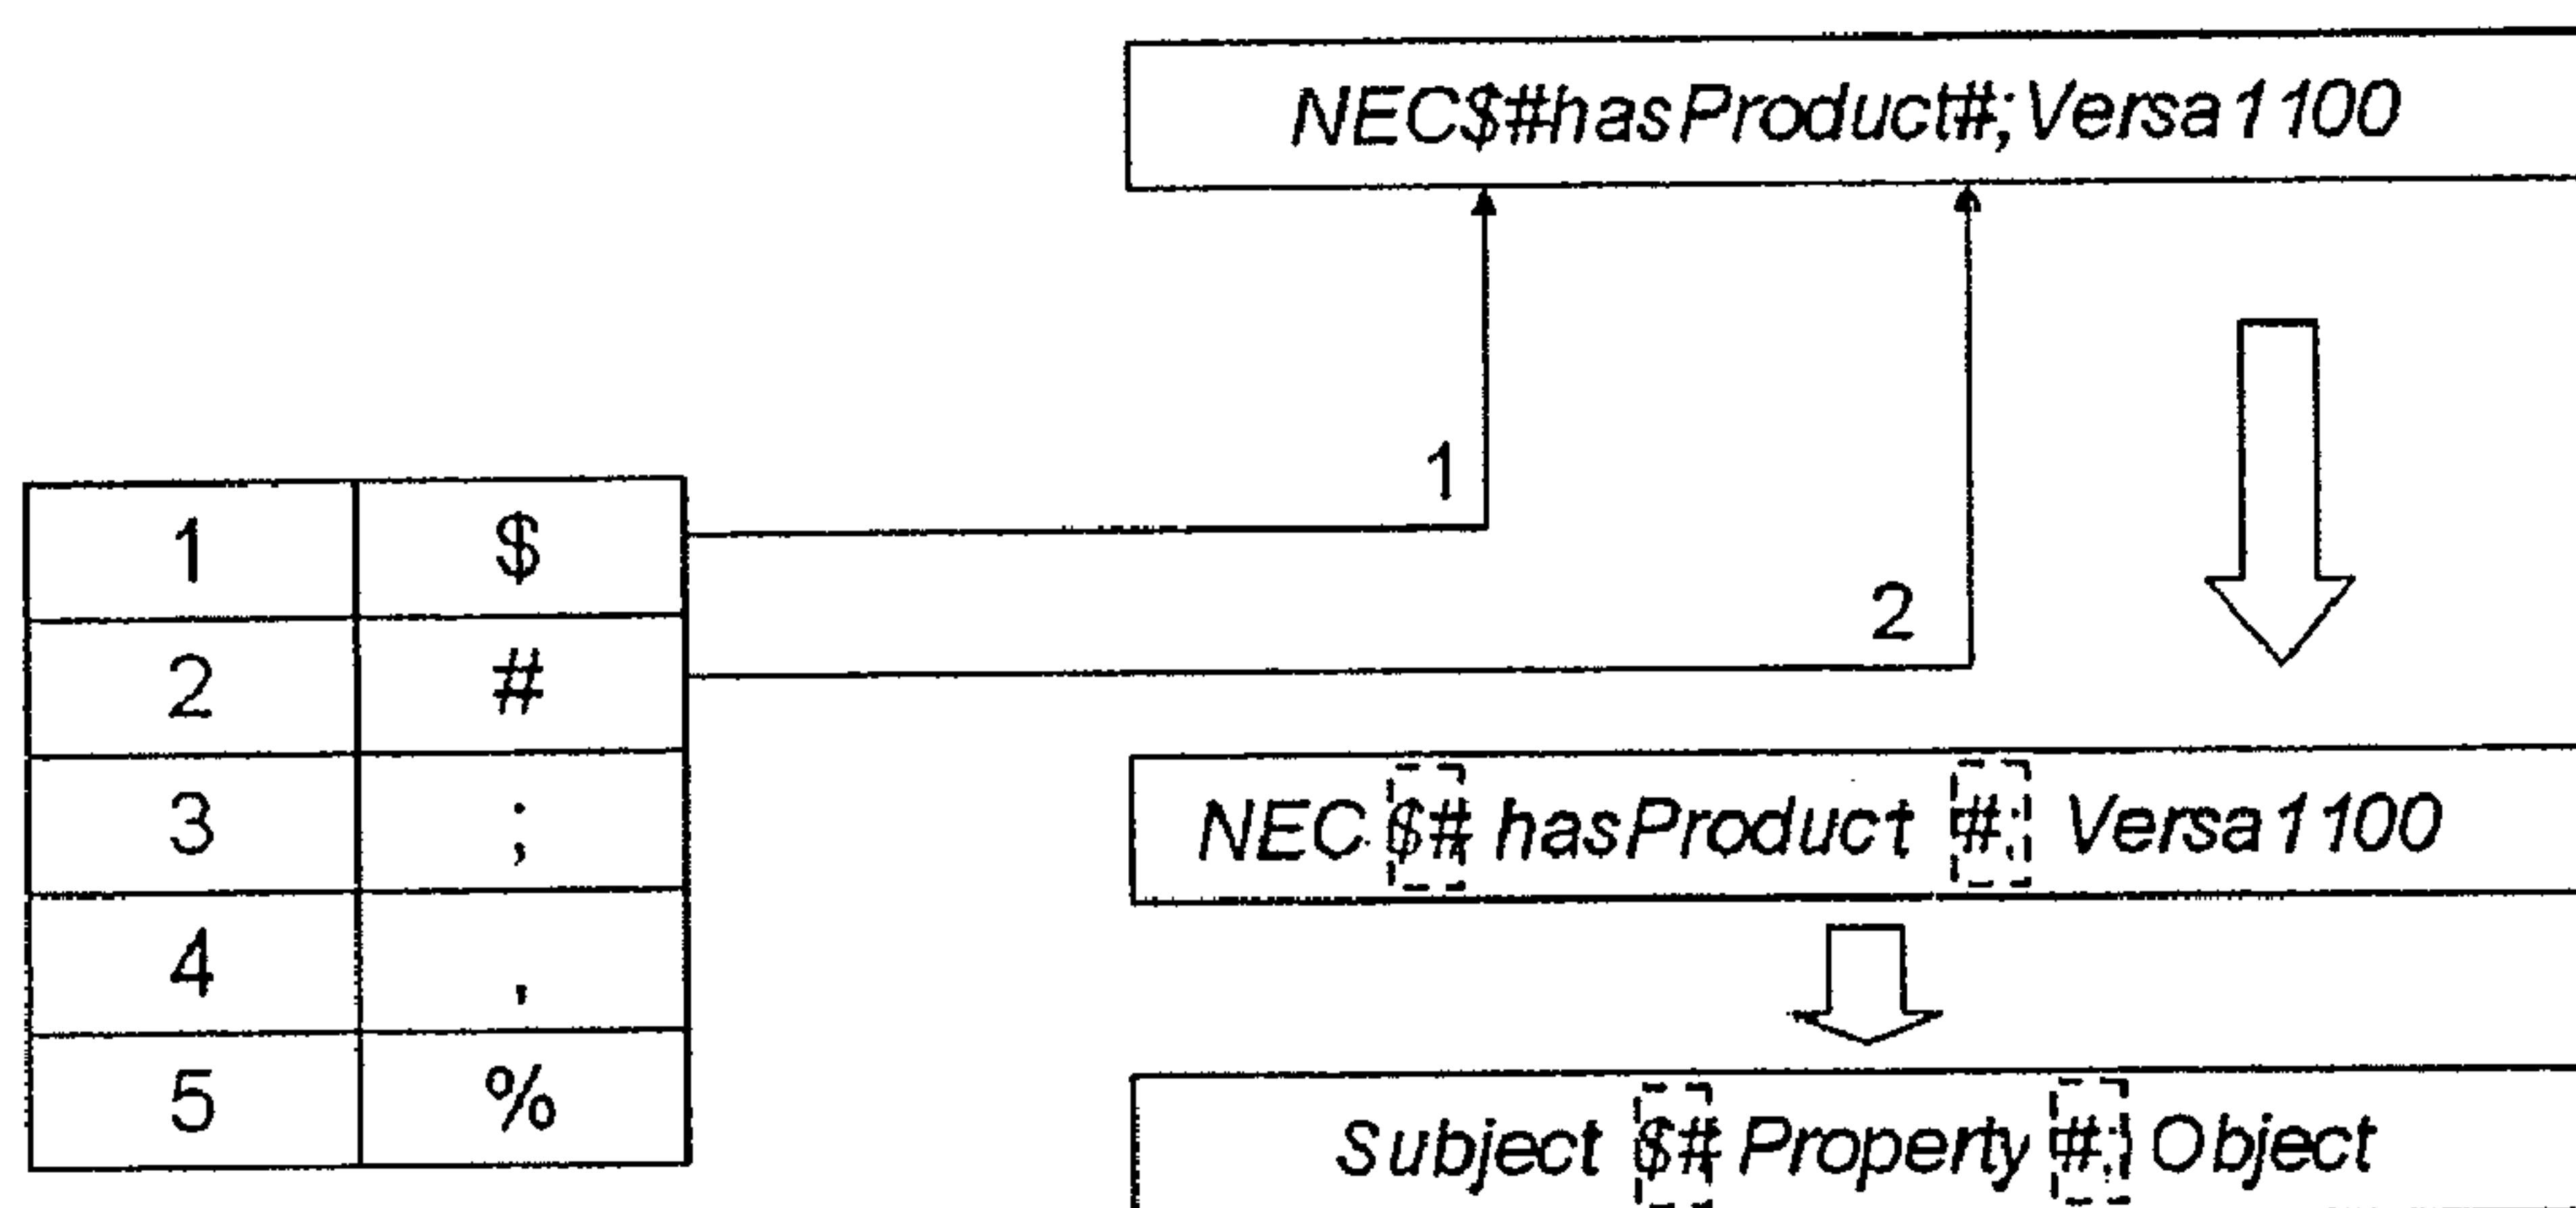 NEC$#hasProduct#;Versa1100
1
2
1 $
2 #
3 ;
4 ,
5 %
NEC $# hasProduct #; Versa1100
Subject $# Property #; Object